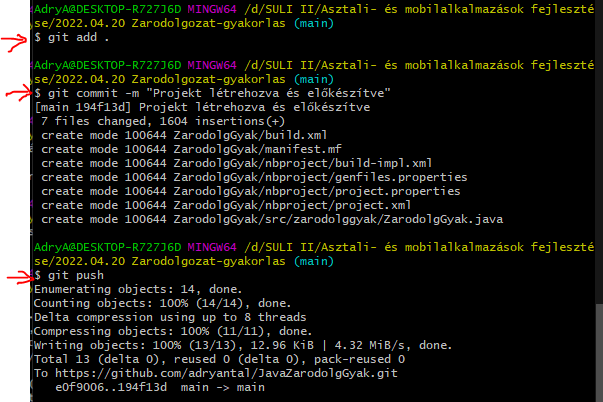 AdryA@DESKTOP-R727J6D MINGW64 /d/SULI II/Asztali- és mobilalkalmazások fejleszté
se/2022.04.20 Zarodolgozat-gyakorlas (main)
$ git add .
AdryA@DESKTOP-R727J6D MINGW64 /d/SULI II/Asztali- és mobilalkalmazások fejleszté
se/2022.04.20 Zarodolgozat-gyakorlas (main)
$ git commit -m "Projekt létrehozva és előkészítve"
[main 194f13d] Projekt létrehozva és előkészítve
 7 files changed, 1604 insertions(+)
 create mode 100644 ZarodolgGyak/build.xml
 create mode 100644 ZarodolgGyak/manifest.mf
 create mode 100644 ZarodolgGyak/nbproject/build-impl.xml
 create mode 100644 ZarodolgGyak/nbproject/genfiles.properties
 create mode 100644 ZarodolgGyak/nbproject/project.properties
 create mode 100644 ZarodolgGyak/nbproject/project.xml
 create mode 100644 ZarodolgGyak/src/zarodolggyak/ZarodolgGyak.java
AdryA@DESKTOP-R727J6D MINGW64 /d/SULI II/Asztali- és mobilalkalmazások fejleszté
se/2022.04.20 Zarodolgozat-gyakorlas (main)
$ git push
Enumerating objects: 14, done.
Counting objects: 100% (14/14), done.
Delta compression using up to 8 threads
Compressing objects: 100% (11/11), done.
Writing objects: 100% (13/13), 12.96 KiB | 4.32 MiB/s, done.
Total 13 (delta 0), reused 0 (delta 0), pack-reused 0
To https://github.com/adryantal/JavaZarodolgGyak.git
   e0f9006..194f13d  main -> main